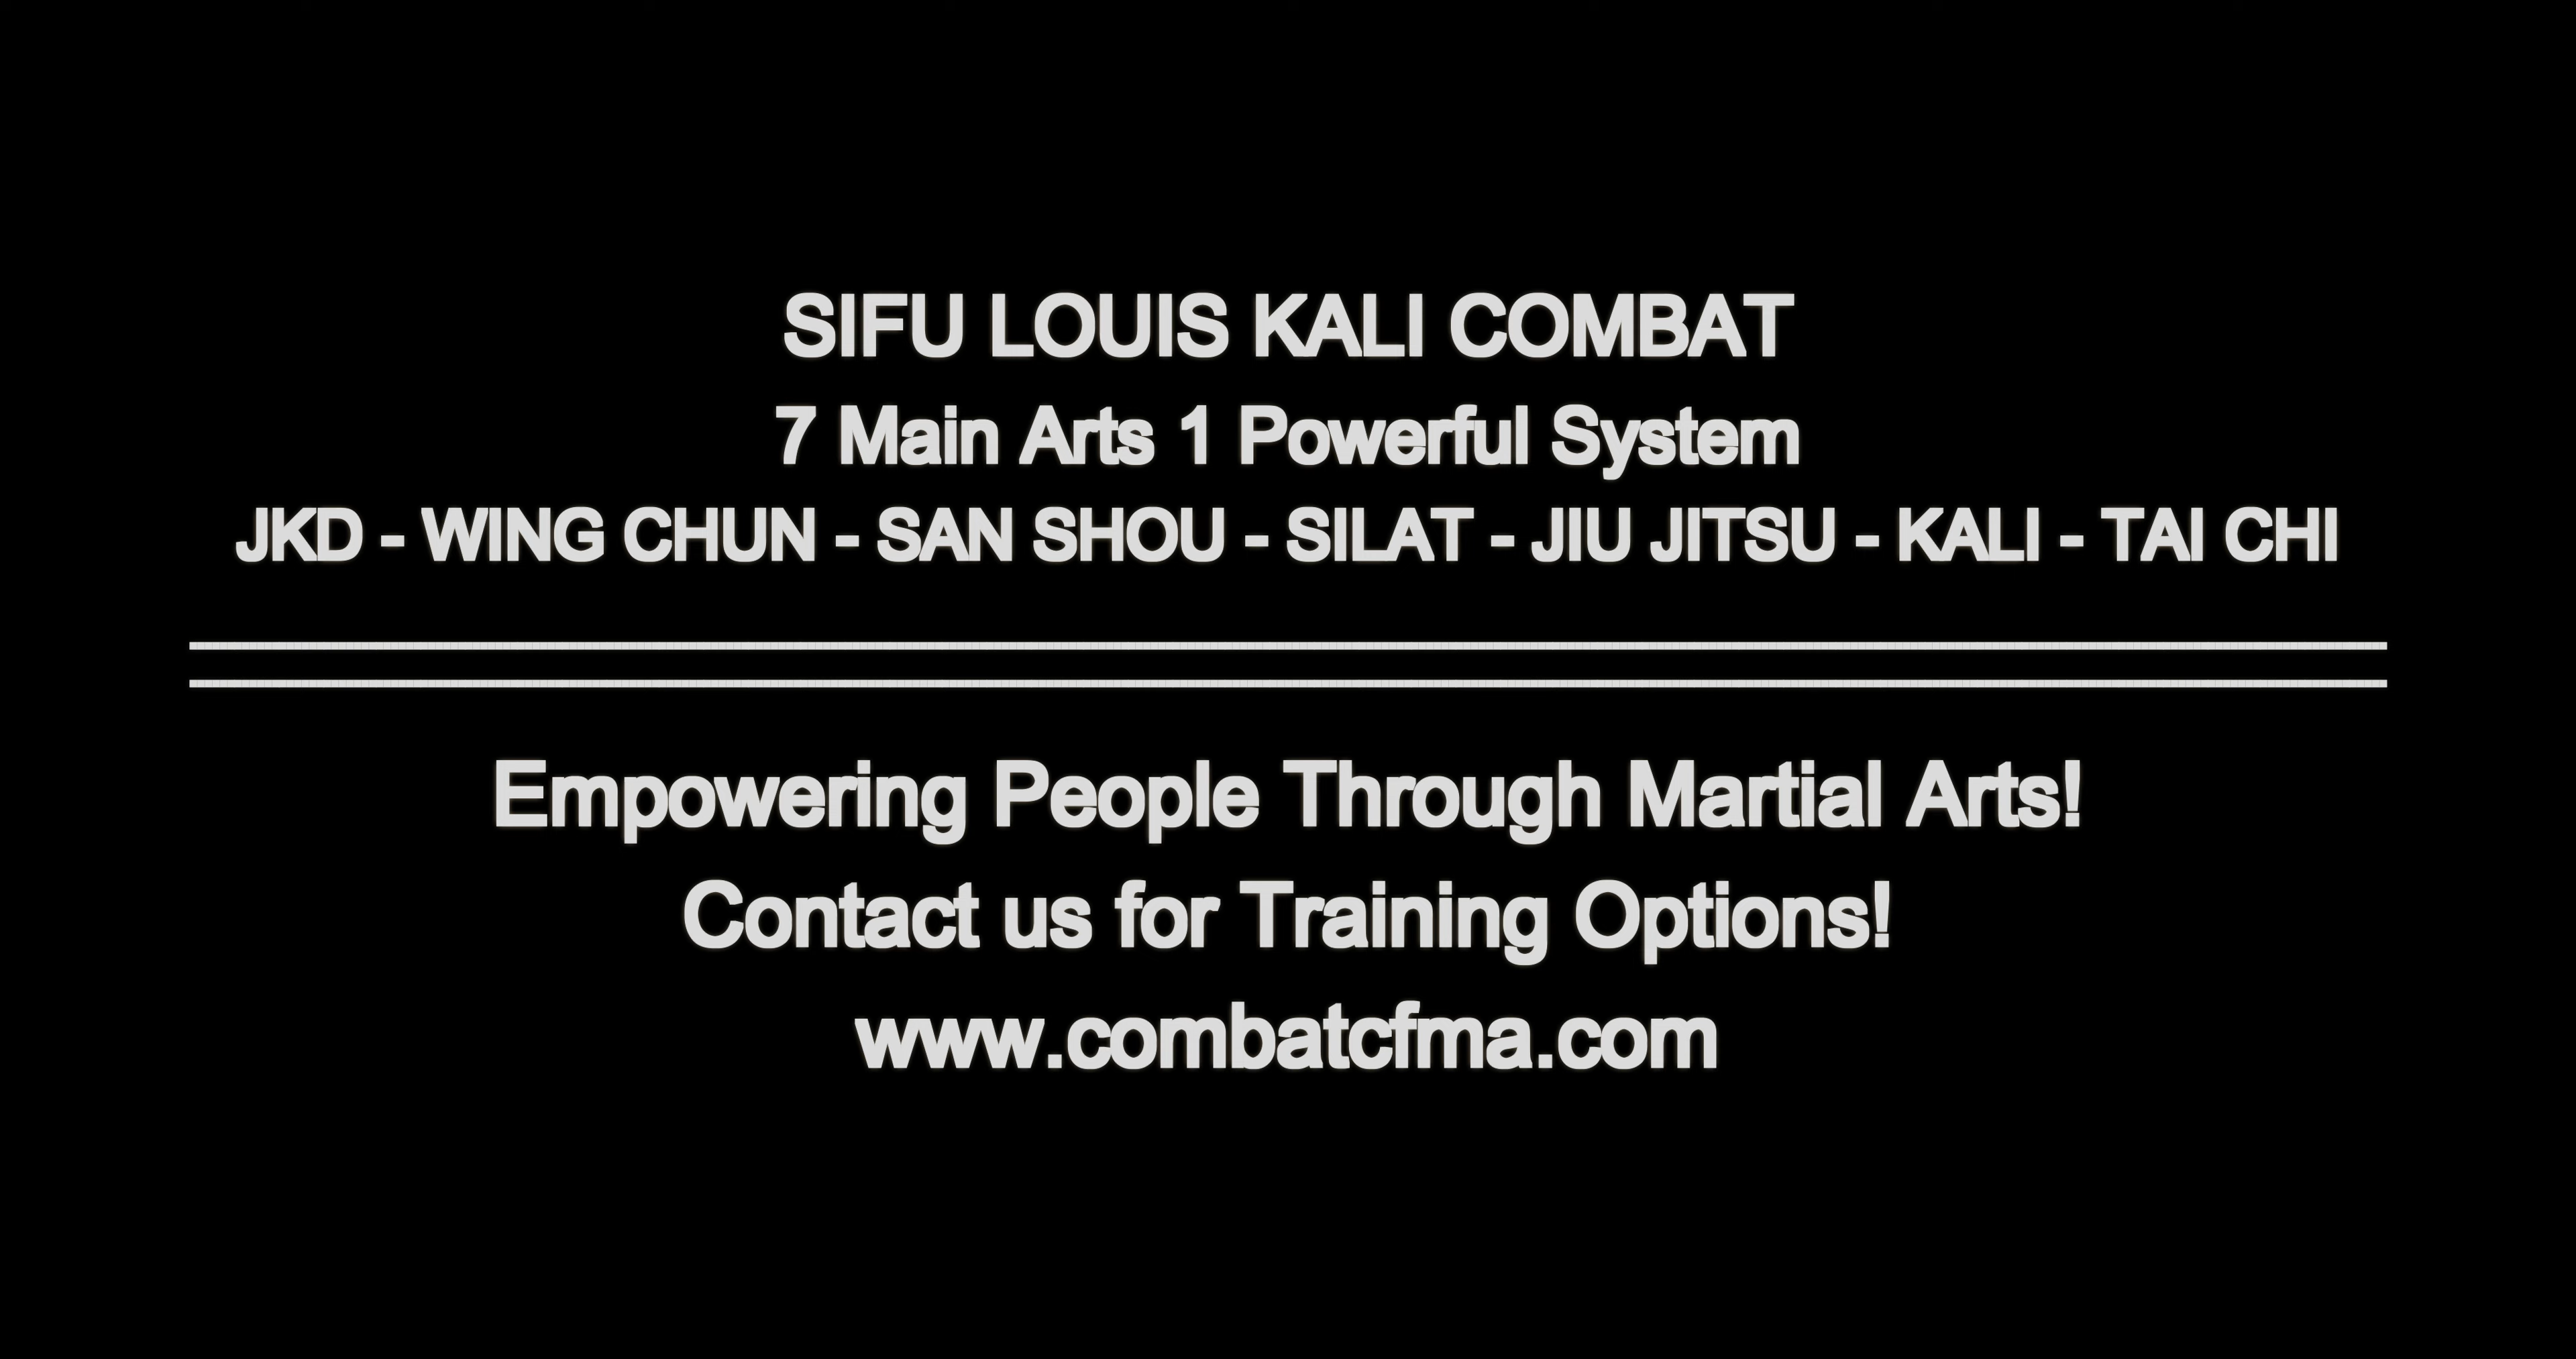 SIFU LOUIS KALI COMBAT
7 Main Arts 1 Powerful System
JKD - WING CHUN - SAN SHOU - SILAT - JIU JITSU - KALI - TAI CHI
Empowering People Through Martial Arts!
Contact us for Training Options!
www.combatcfma.com